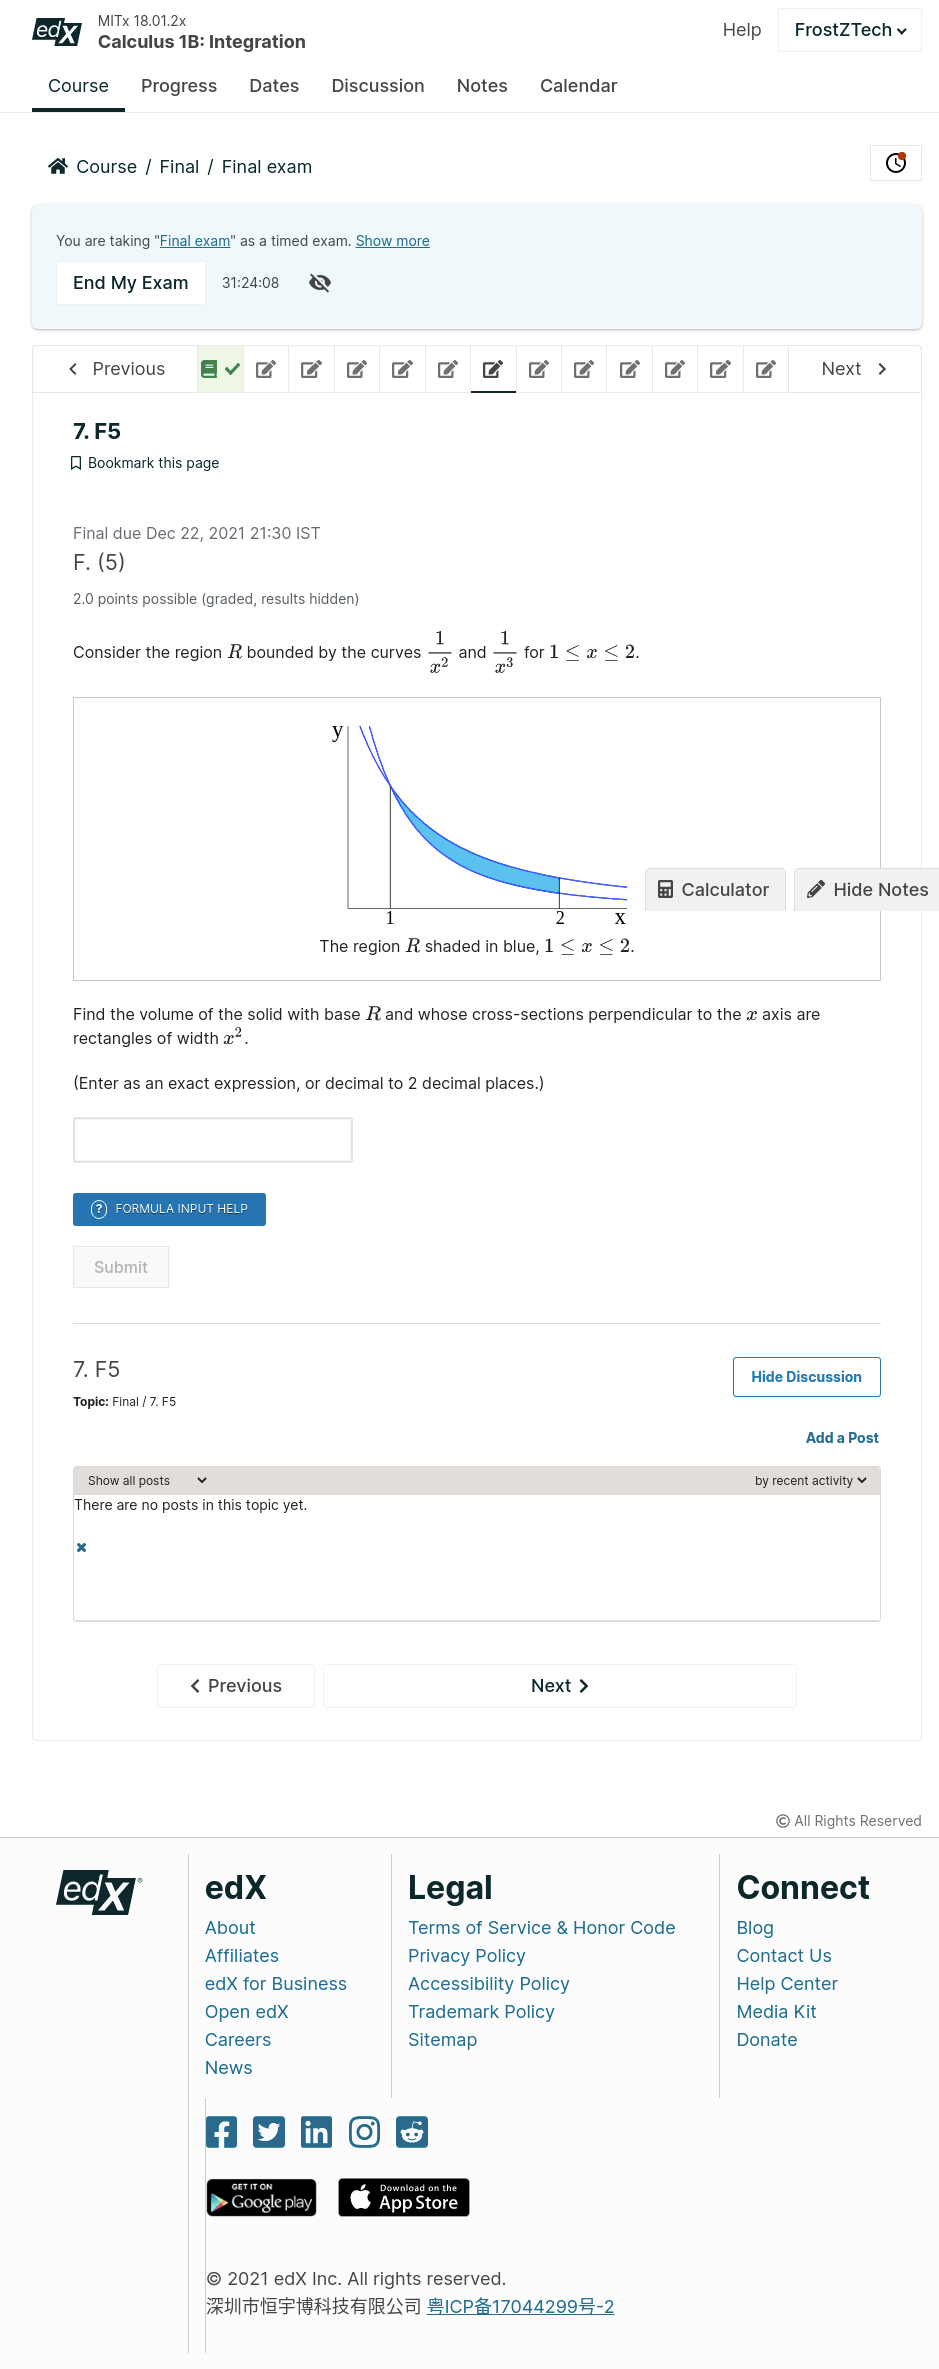 edX
MITx 18.01.2x
Calculus 1B: Integration
Help
FrostZTech
Course
Progress
Dates
Discussion
Notes
Calendar
Course / Final / Final exam
You are taking "Final exam" as a timed exam. Show more
End My Exam
31:24:08
Previous
Next
7. F5
Bookmark this page
Final due Dec 22, 2021 21:30 IST
F. (5)
2.0 points possible (graded, results hidden)
Consider the region R bounded by the curves 1/x² and 1/x³ for 1 ≤ x ≤ 2.
y
1
2
x
Calculator
Hide Notes
The region R shaded in blue, 1 ≤ x ≤ 2.
Find the volume of the solid with base R and whose cross-sections perpendicular to the x axis are
rectangles of width x².
(Enter as an exact expression, or decimal to 2 decimal places.)
? FORMULA INPUT HELP
Submit
7. F5
Hide Discussion
Topic: Final / 7. F5
Add a Post
Show all posts
by recent activity
There are no posts in this topic yet.
Previous
Next
© All Rights Reserved
edX®
edX
About
Affiliates
edX for Business
Open edX
Careers
News
Legal
Terms of Service & Honor Code
Privacy Policy
Accessibility Policy
Trademark Policy
Sitemap
Connect
Blog
Contact Us
Help Center
Media Kit
Donate
GET IT ON
Google play
Download on the
App Store
© 2021 edX Inc. All rights reserved.
深圳市恒宇博科技有限公司 粤ICP备17044299号-2